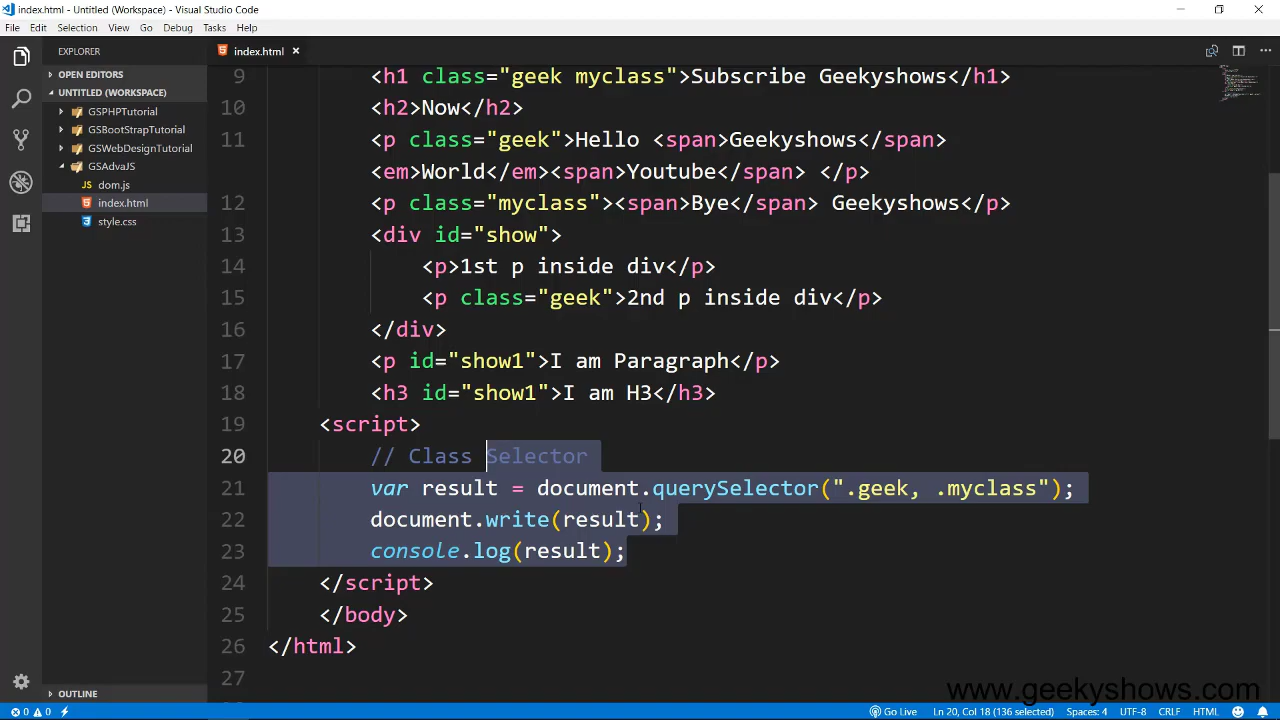 index.html - Untitled (Workspace) - Visual Studio Code
File Edit Selection View Go Debug Tasks Help
EXPLORER
OPEN EDITORS
UNTITLED (WORKSPACE)
GSPHPTutorial
GSBootStrapTutorial
GSWebDesignTutorial
GSAdvaJS
JS dom.js
index.html
style.css
OUTLINE
index.html
9 <h1 class="geek myclass">Subscribe Geekyshows</h1>
10 <h2>Now</h2>
11 <p class="geek">Hello <span>Geekyshows</span>
<em>World</em><span>Youtube</span> </p>
12 <p class="myclass"><span>Bye</span> Geekyshows</p>
13 <div id="show">
14 <p>1st p inside div</p>
15 <p class="geek">2nd p inside div</p>
16 </div>
17 <p id="show1">I am Paragraph</p>
18 <h3 id="show1">I am H3</h3>
19 <script>
20 // Class Selector
21 var result = document.querySelector(".geek, .myclass");
22 document.write(result);
23 console.log(result);
24 </script>
25 </body>
26 </html>
27
www.geekyshows.com
0 0 Go Live Ln 20, Col 18 (136 selected) Spaces: 4 UTF-8 CRLF HTML